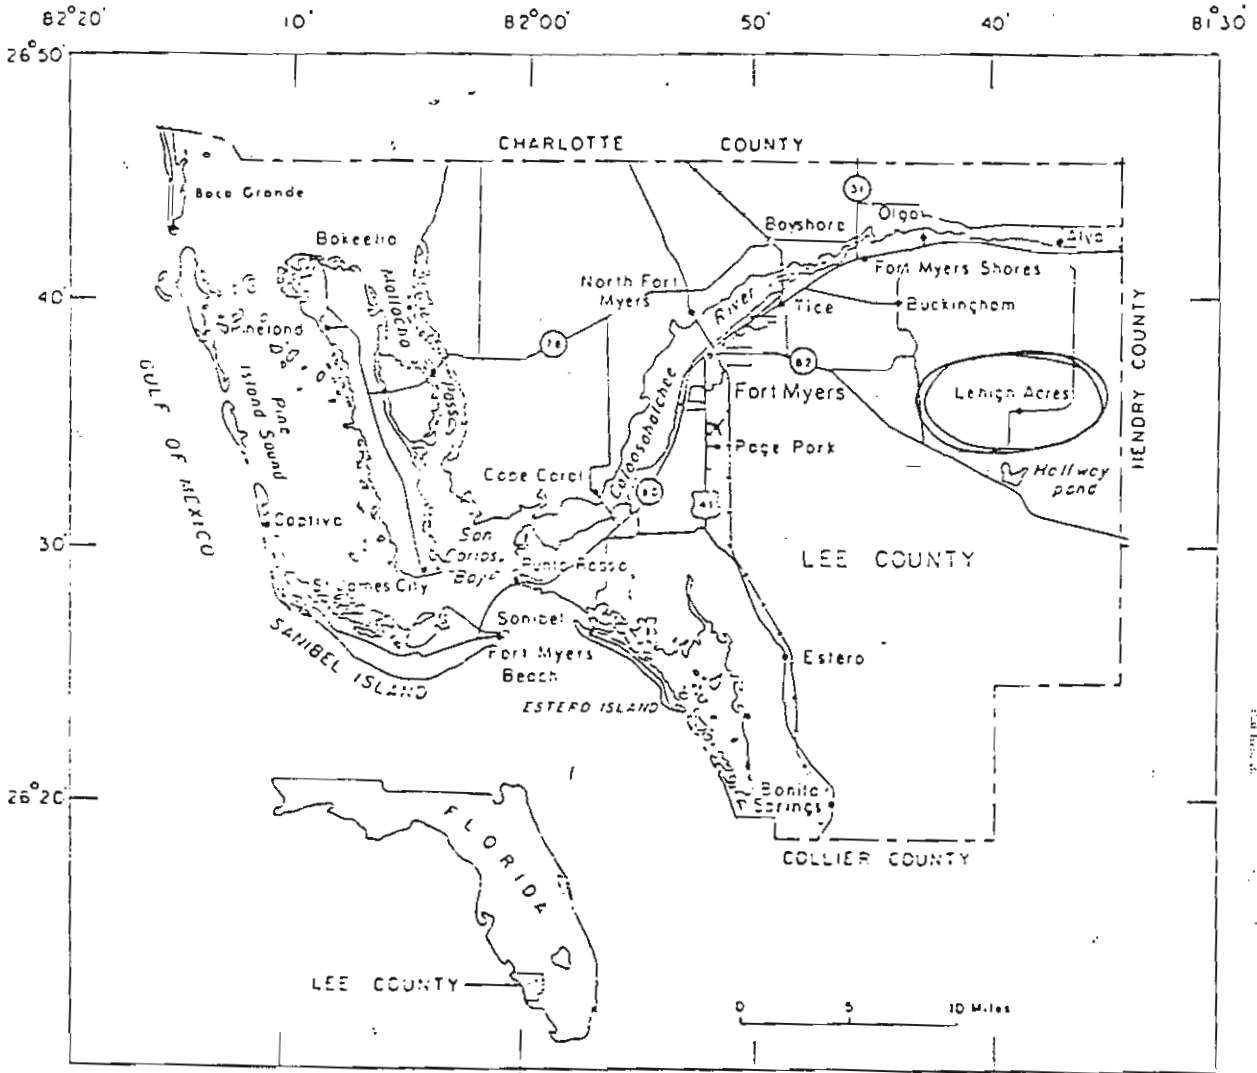 82°20'
10'
82°00'
50'
40'
81°30'
26°50'
CHARLOTTE COUNTY
31
Boca Grande
Olga
Bayshore
Alva
Bokeelia
Fort Myers Shores
North Fort
Myers
River
Tice
Buckingham
40'
Matlacha
Pass
Pineland
78
82
HENDRY COUNTY
Island Sound
Pine
Fort Myers
Lehigh Acres
GULF OF MEXICO
Caloosahatchee
Page Park
Halfway
pond
Cape Coral
80
41
Captiva
San
Carlos
Bay
30'
LEE COUNTY
Punta Rassa
St James City
Sanibel
SANIBEL ISLAND
Fort Myers
Beach
Estero
ESTERO ISLAND
26°20'
Bonita
Springs
COLLIER COUNTY
FLORIDA
LEE COUNTY
0 5 10 Miles